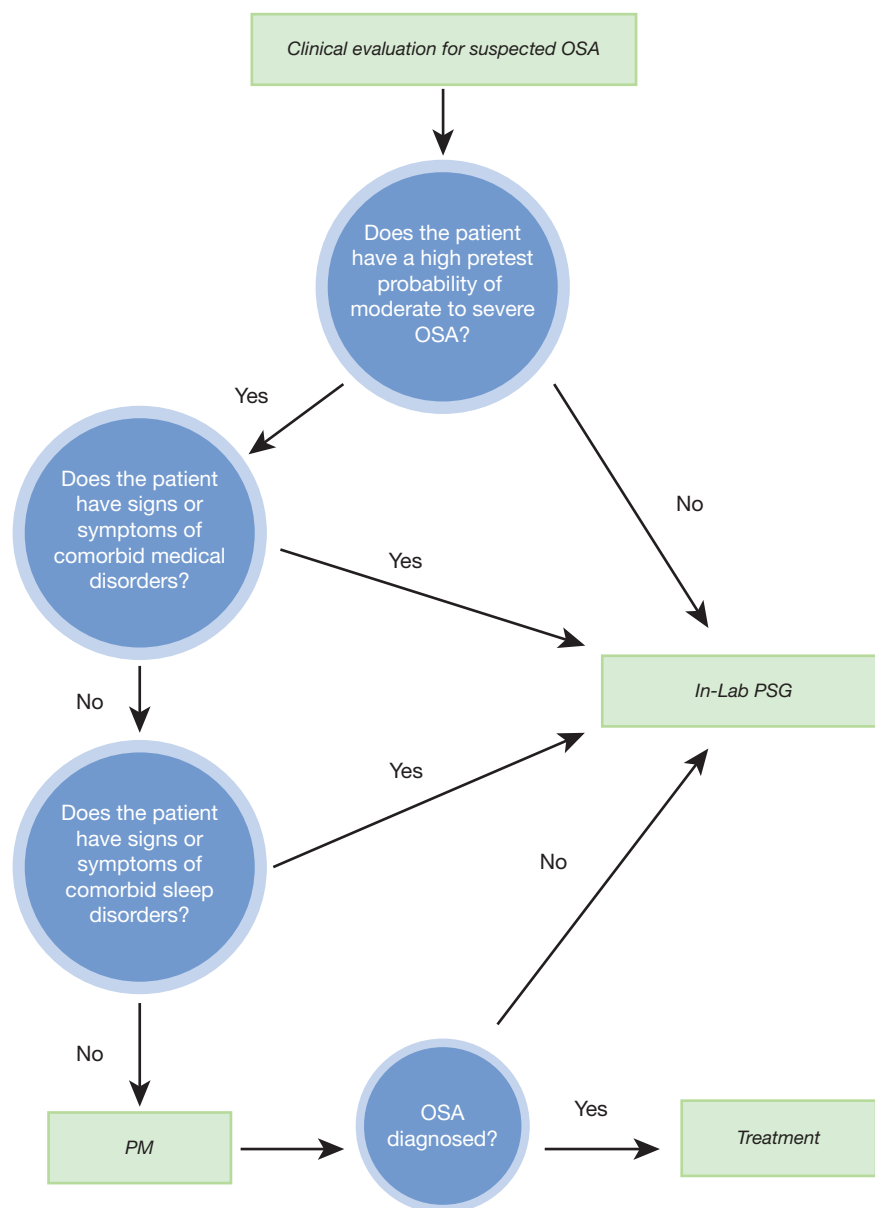 Clinical evaluation for suspected OSA
Does the patient
have a high pretest
probability of
moderate to severe
OSA?
Yes
No
Does the patient
have signs or
symptoms of
comorbid medical
disorders?
Yes
In-Lab PSG
No
Does the patient
have signs or
symptoms of
comorbid sleep
disorders?
Yes
No
No
PM
OSA
diagnosed?
Yes
Treatment